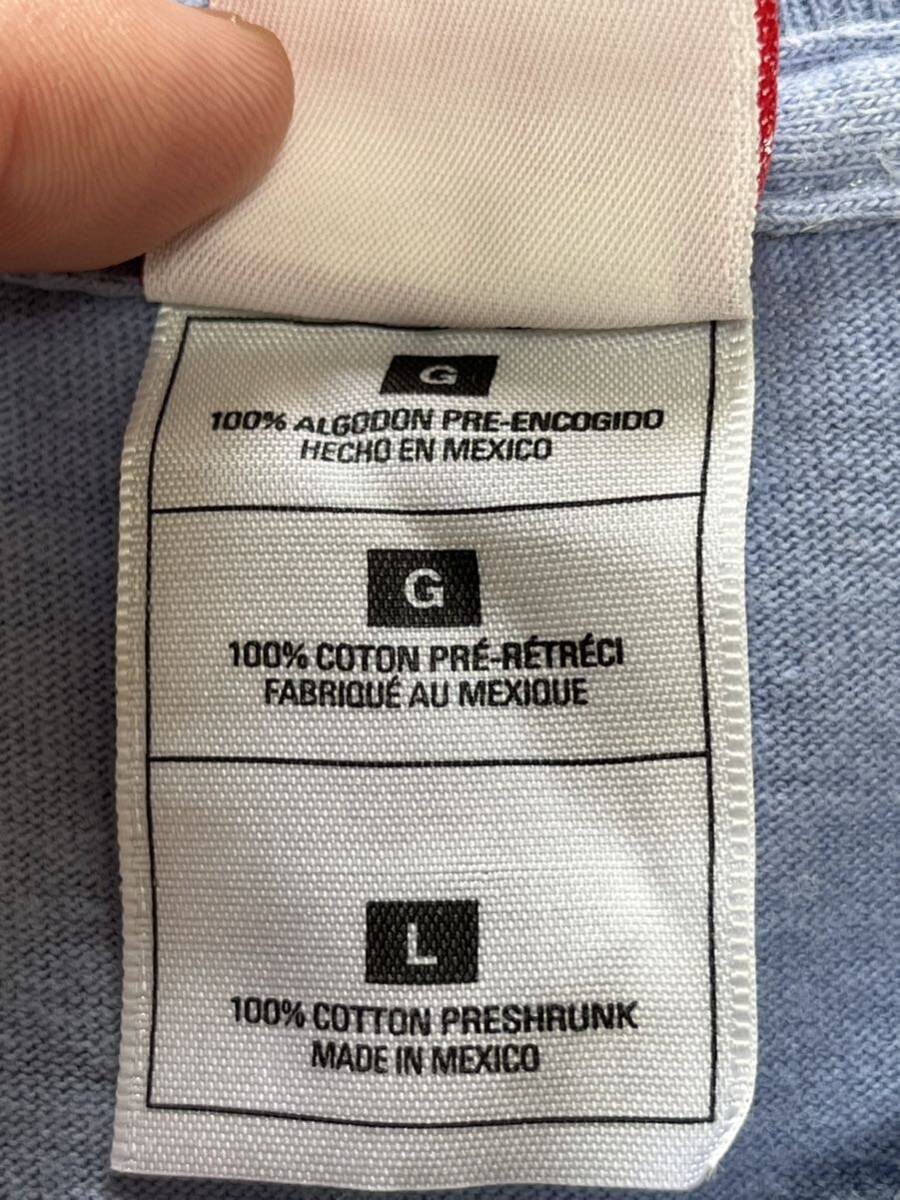 G
100% ALGODON PRE-ENCOGIDO
HECHO EN MEXICO
G
100% COTON PRÉ-RÉTRÉCI
FABRIQUÉ AU MEXIQUE
L
100% COTTON PRESHRUNK
MADE IN MEXICO